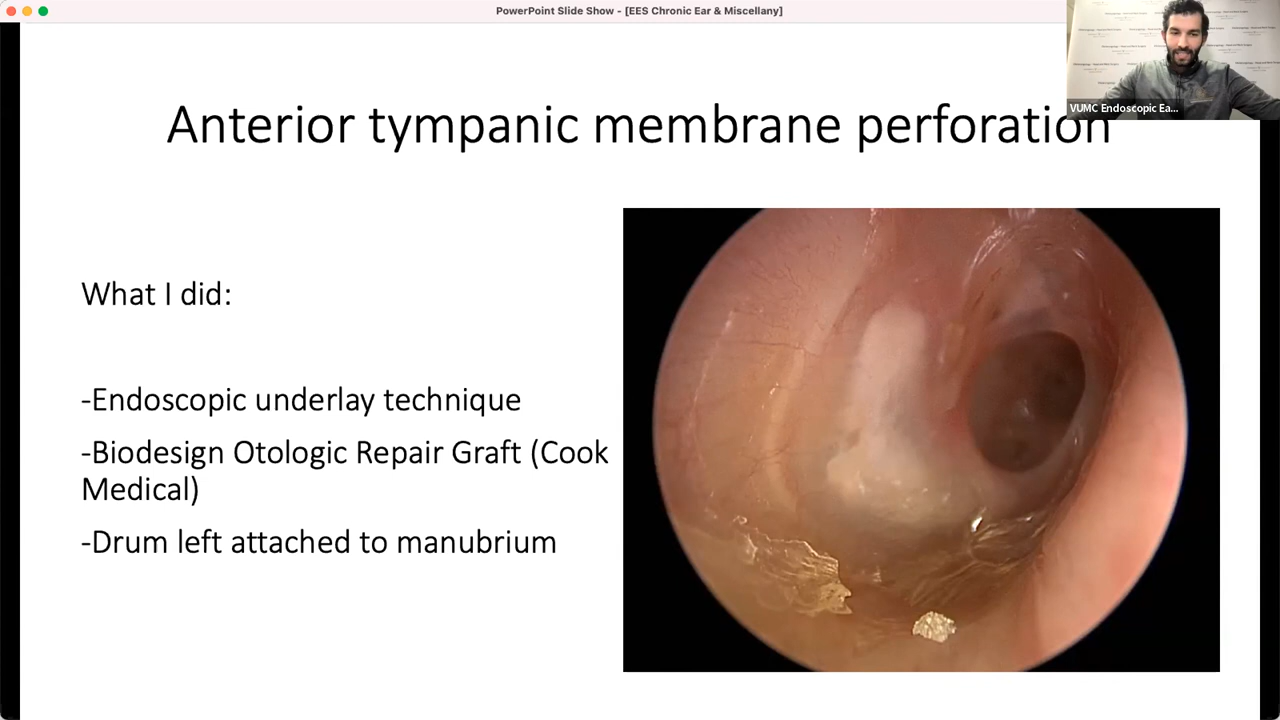 PowerPoint Slide Show - [EES Chronic Ear & Miscellany]
VUMC Endoscopic Ea...
Anterior tympanic membrane perforation
What I did:
-Endoscopic underlay technique
-Biodesign Otologic Repair Graft (Cook
Medical)
-Drum left attached to manubrium